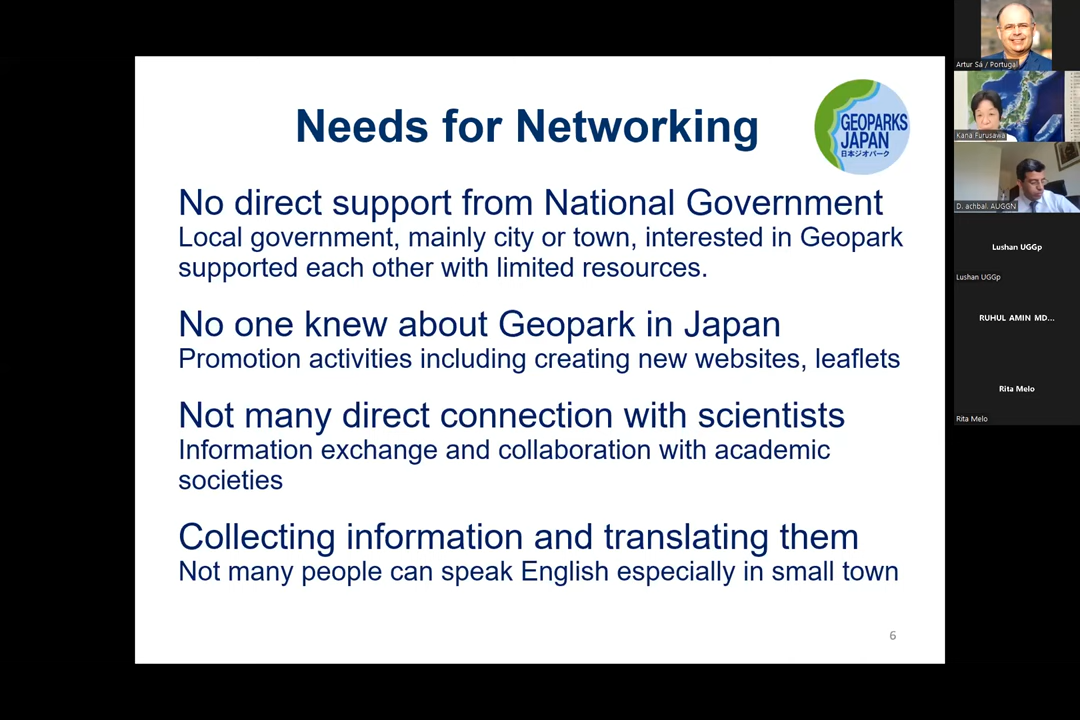 Needs for Networking
GEOPARKS
JAPAN
日本ジオパーク
No direct support from National Government
Local government, mainly city or town, interested in Geopark
supported each other with limited resources.
No one knew about Geopark in Japan
Promotion activities including creating new websites, leaflets
Not many direct connection with scientists
Information exchange and collaboration with academic
societies
Collecting information and translating them
Not many people can speak English especially in small town
6
Artur Sá / Portugal
Kana Furusawa
D. achbal. AUGGN
Lushan UGGp
Lushan UGGp
RUHUL AMIN MD...
Rita Melo
Rita Melo